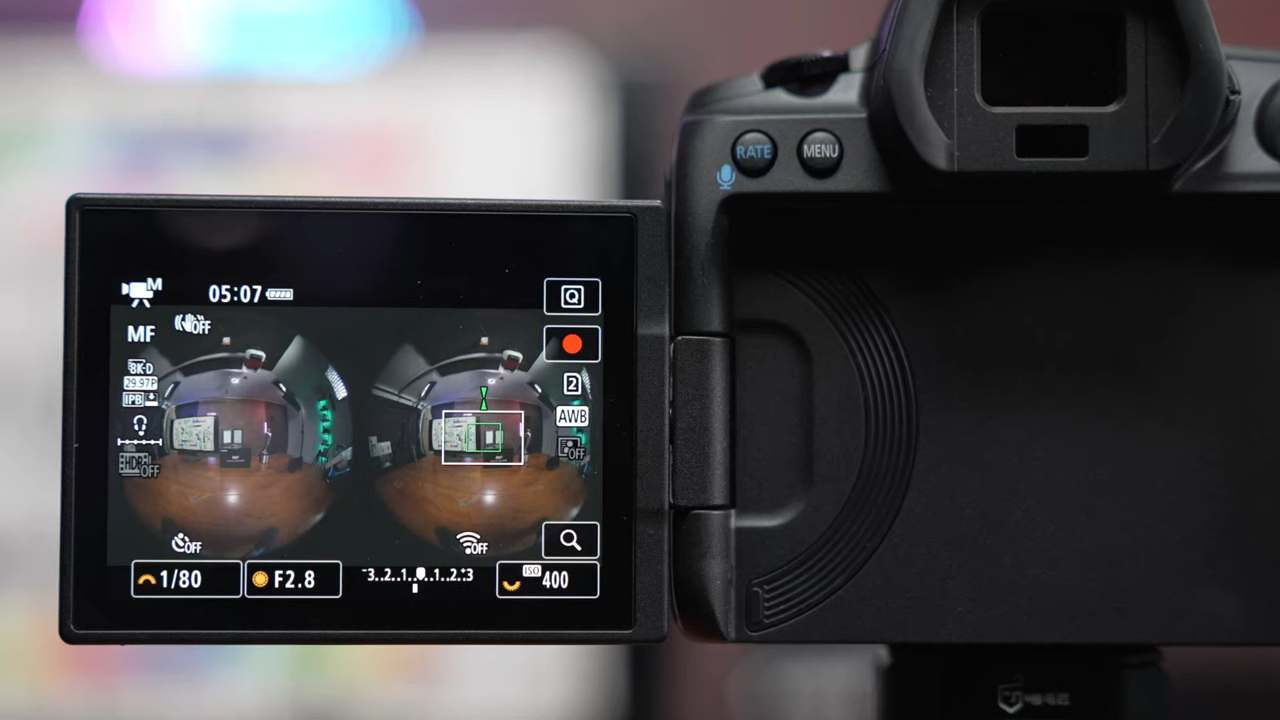 RATE MENU
M
05:07
Q
MF
OFF
8K-D
29.97P
IPB
2
AWB
HDR OFF
OFF
OFF
OFF
1/80
F2.8
-3..2..1..0..1..2..+3
ISO 400